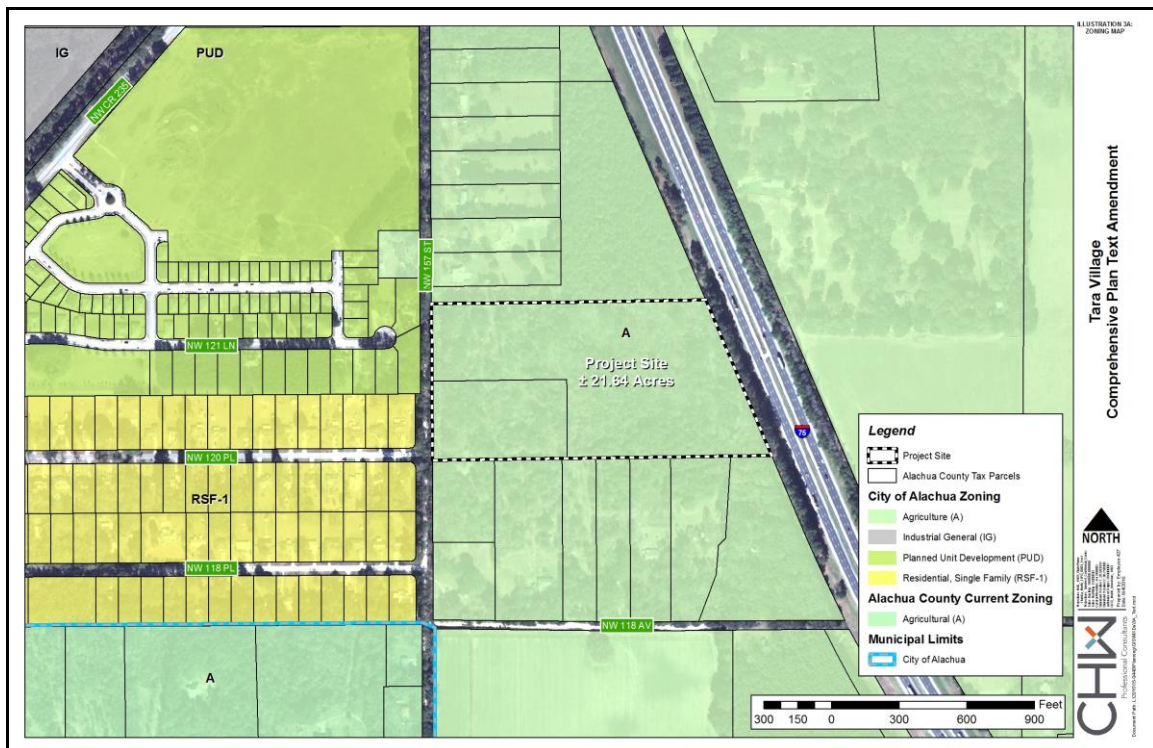 ILLUSTRATION 3A:
ZONING MAP
IG
PUD
NW CR 235
NW 157 ST
NW 121 LN
A
Project Site
± 21.64 Acres
NW 120 PL
RSF-1
NW 118 PL
NW 118 AV
A
75
Tara Village
Comprehensive Plan Text Amendment
Legend
Project Site
Alachua County Tax Parcels
City of Alachua Zoning
Agriculture (A)
Industrial General (IG)
Planned Unit Development (PUD)
Residential, Single Family (RSF-1)
Alachua County Current Zoning
Agricultural (A)
Municipal Limits
City of Alachua
Feet
300 150 0 300 600 900
NORTH
CHW
Professional Consultants